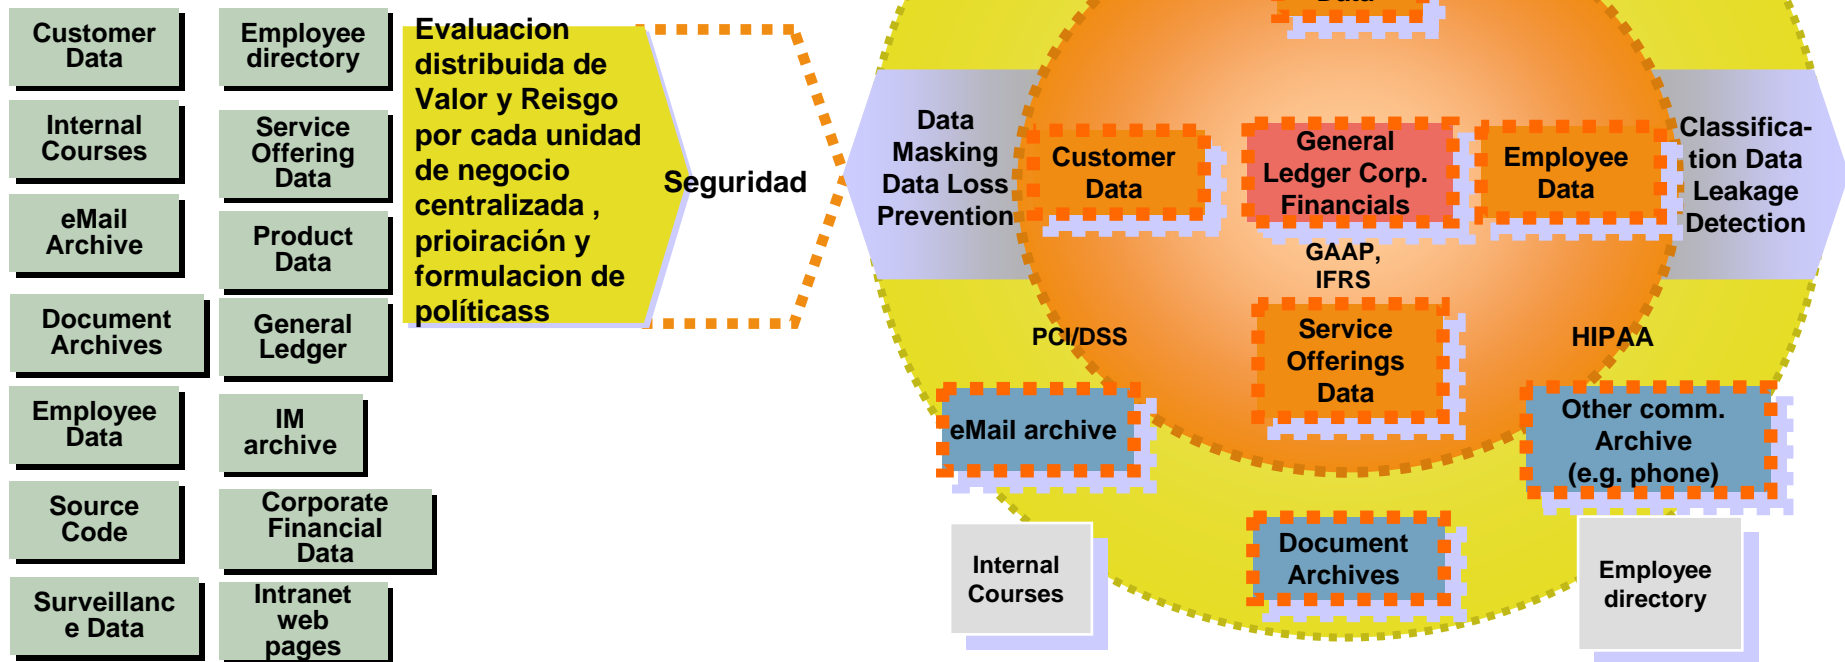 Customer
Data
Employee
directory
Internal
Courses
Service
Offering
Data
eMail
Archive
Product
Data
Document
Archives
General
Ledger
Employee
Data
IM
archive
Source
Code
Corporate
Financial
Data
Surveillanc
e Data
Intranet
web
pages
Evaluacion
distribuida de
Valor y Reisgo
por cada unidad
de negocio
centralizada ,
prioiración y
formulacion de
políticass
Seguridad
Data
Masking
Data Loss
Prevention
Data
Customer
Data
General
Ledger Corp.
Financials
Employee
Data
Classifica-
tion Data
Leakage
Detection
GAAP,
IFRS
PCI/DSS
Service
Offerings
Data
HIPAA
eMail archive
Other comm.
Archive
(e.g. phone)
Internal
Courses
Document
Archives
Employee
directory